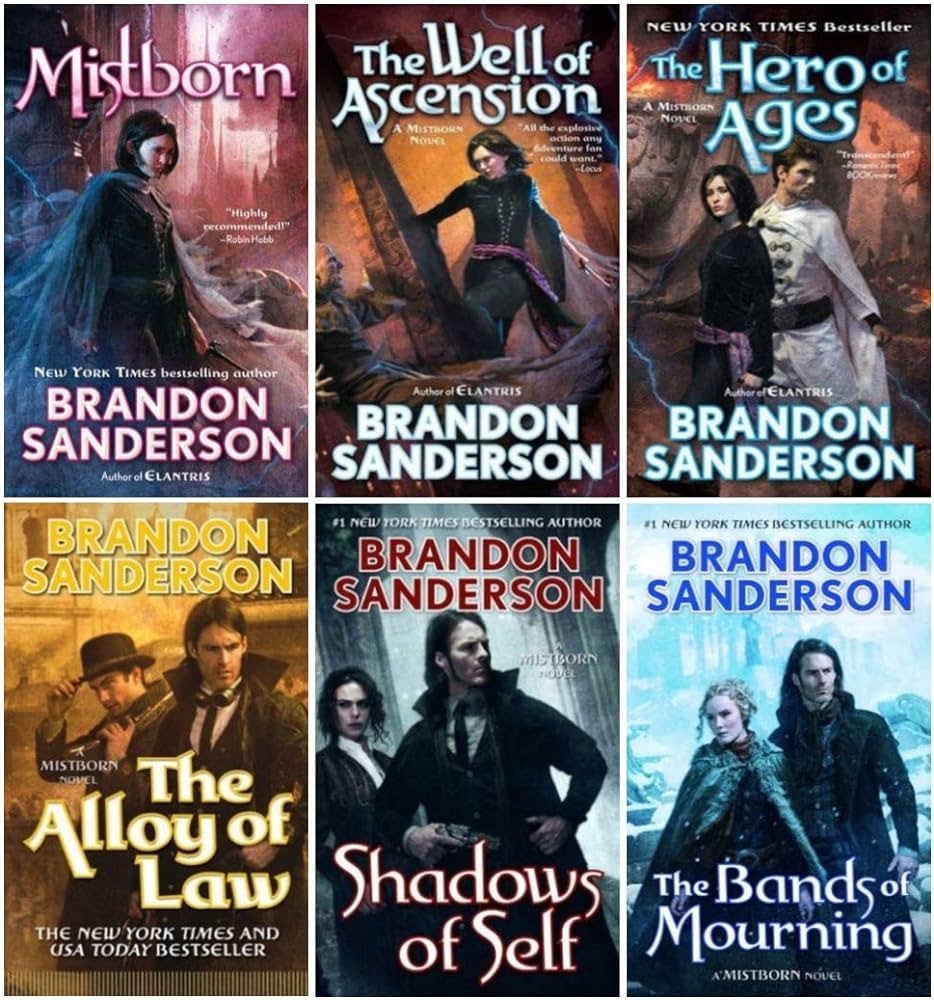 Mistborn
"Highly
recommended!"
—Robin Hobb
NEW YORK TIMES bestselling author
BRANDON
SANDERSON
Author of ELANTRIS
The Well of
Ascension
A MISTBORN
NOVEL
"All the explosive
action any
adventure fan
could want."
—Locus
Author of ELANTRIS
BRANDON
SANDERSON
NEW YORK TIMES Bestseller
The Hero of
Ages
A MISTBORN
NOVEL
"Transcendent!"
—Romantic Times
BOOKreviews
Author of ELANTRIS
BRANDON
SANDERSON
BRANDON
SANDERSON
A
MISTBORN
NOVEL
The
Alloy of
Law
THE NEW YORK TIMES AND
USA TODAY BESTSELLER
#1 NEW YORK TIMES BESTSELLING AUTHOR
BRANDON
SANDERSON
A
MISTBORN
NOVEL
Shadows
of Self
#1 NEW YORK TIMES BESTSELLING AUTHOR
BRANDON
SANDERSON
The Bands of
Mourning
A MISTBORN NOVEL